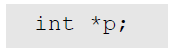 int *p;